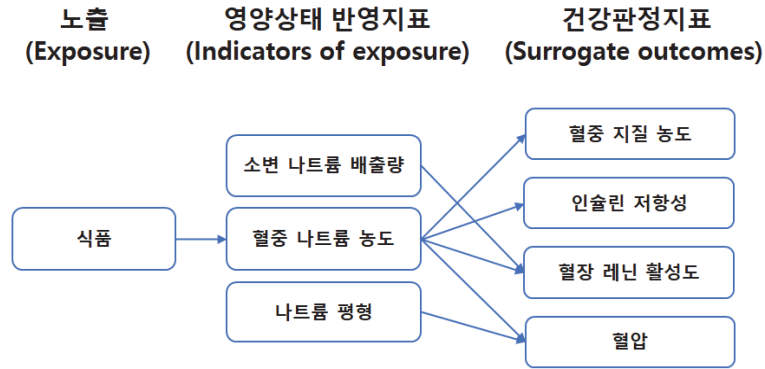 노출
(Exposure)
영양상태 반영지표
(Indicators of exposure)
건강판정지표
(Surrogate outcomes)
식품
소변 나트륨 배출량
혈중 나트륨 농도
나트륨 평형
혈중 지질 농도
인슐린 저항성
혈장 레닌 활성도
혈압